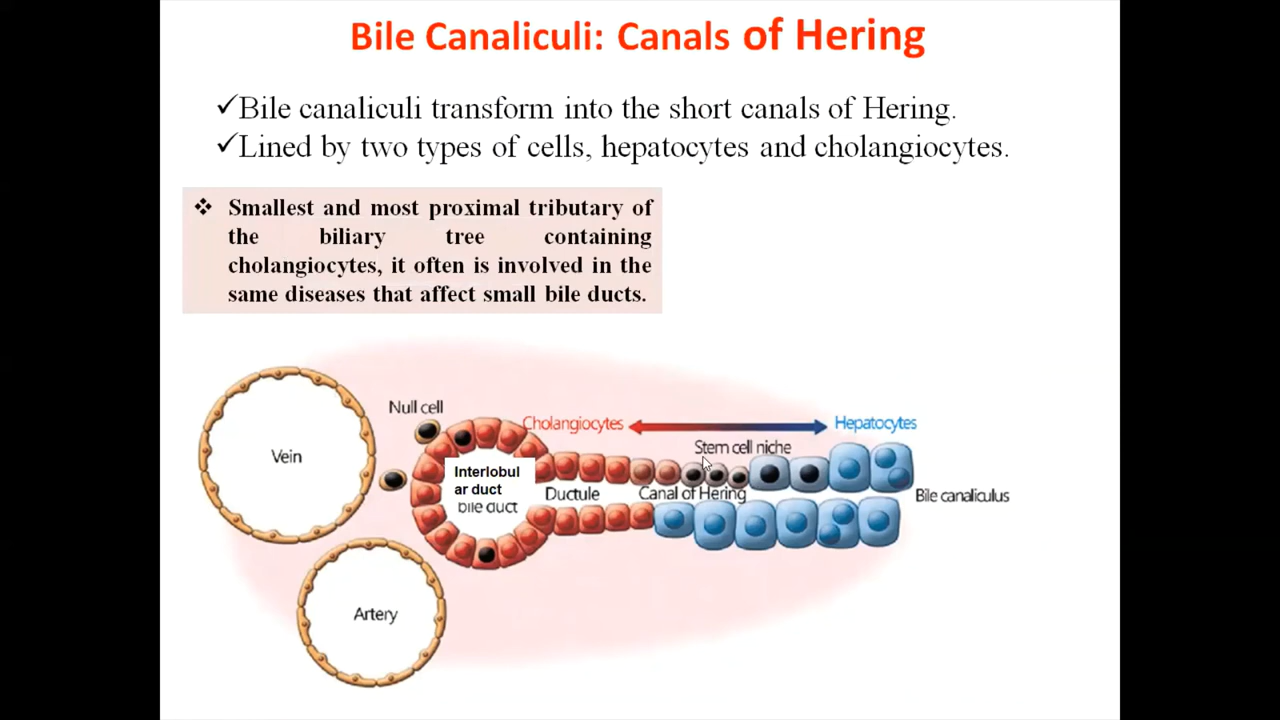 Bile Canaliculi: Canals of Hering
✓Bile canaliculi transform into the short canals of Hering.
✓Lined by two types of cells, hepatocytes and cholangiocytes.
❖ Smallest and most proximal tributary of
the biliary tree containing
cholangiocytes, it often is involved in the
same diseases that affect small bile ducts.
Null cell
Cholangiocytes
Hepatocytes
Stem cell niche
Vein
Interlobul
ar duct
bile duct
Ductule
Canal of Hering
Bile canaliculus
Artery